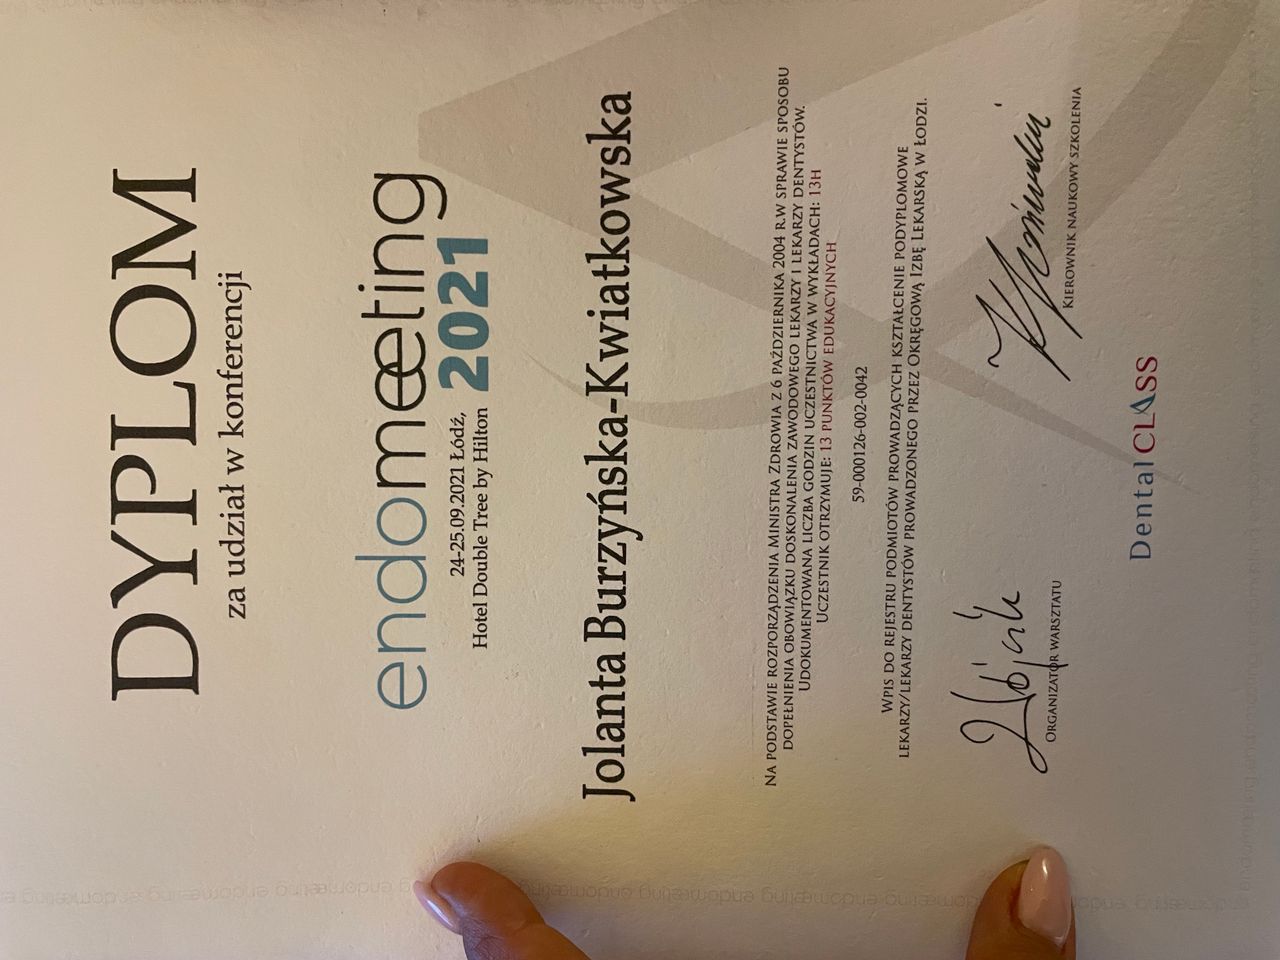 DYPLOM
za udział w konferencji
endomeeting
2021
24-25.09.2021 Łódź,
Hotel Double Tree by Hilton
Jolanta Burzyńska-Kwiatkowska
NA PODSTAWIE ROZPORZĄDZENIA MINISTRA ZDROWIA Z 6 PAŹDZIERNIKA 2004 R.W SPRAWIE SPOSOBU
DOPEŁNIENIA OBOWIĄZKU DOSKONALENIA ZAWODOWEGO LEKARZY I LEKARZY DENTYSTÓW.
UDOKUMENTOWANA LICZBA GODZIN UCZESTNICTWA W WYKŁADACH: 13H
UCZESTNIK OTRZYMUJE: 13 PUNKTÓW EDUKACYJNYCH
59-000126-002-0042
WPIS DO REJESTRU PODMIOTÓW PROWADZĄCYCH KSZTAŁCENIE PODYPLOMOWE
LEKARZY/LEKARZY DENTYSTÓW PROWADZONEGO PRZEZ OKRĘGOWĄ IZBĘ LEKARSKĄ W ŁODZI.
ORGANIZATOR WARSZTATU
KIEROWNIK NAUKOWY SZKOLENIA
Dental CLASS